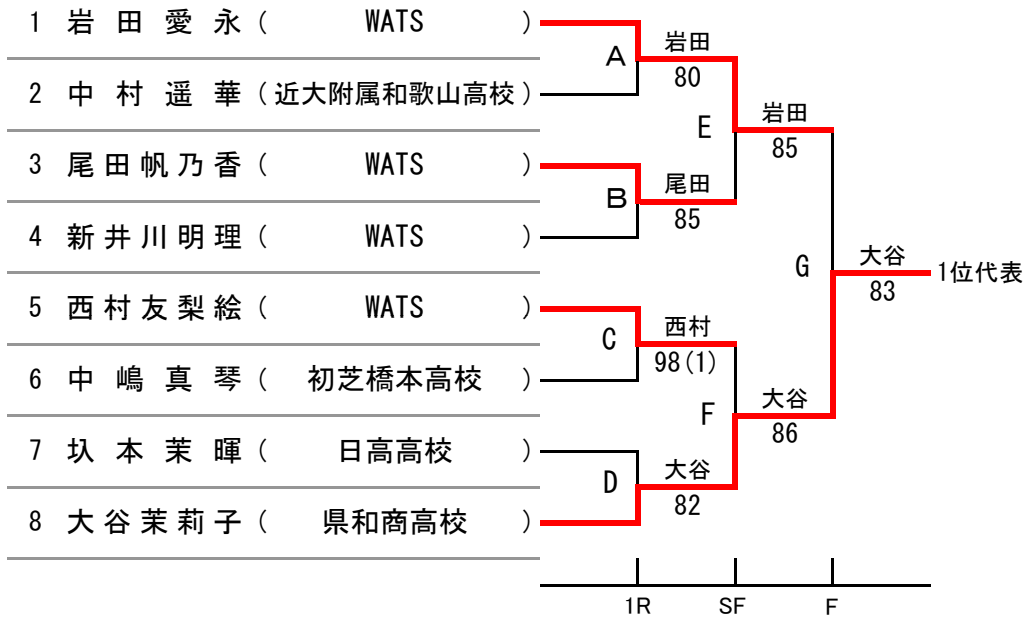 1 岩田愛永 ( WATS )
2 中村遥華 ( 近大附属和歌山高校 )
3 尾田帆乃香 ( WATS )
4 新井川明理 ( WATS )
5 西村友梨絵 ( WATS )
6 中嶋真琴 ( 初芝橋本高校 )
7 圦本茉暉 ( 日高高校 )
8 大谷茉莉子 ( 県和商高校 )
A
岩田
80
B
尾田
85
C
西村
98(1)
D
大谷
82
E
岩田
85
F
大谷
86
G
大谷
83
1位代表
1R SF F